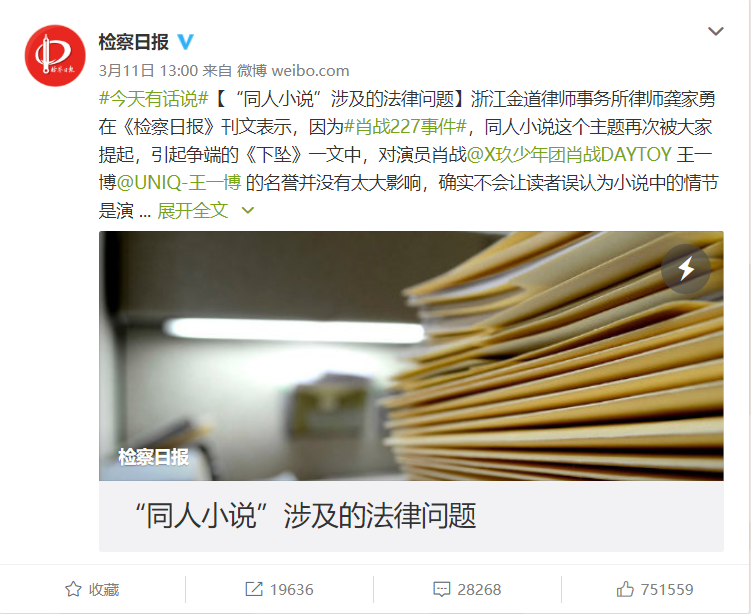 检察日报
3月11日 13:00 来自 微博 weibo.com
#今天有话说#【“同人小说”涉及的法律问题】浙江金道律师事务所律师龚家勇
在《检察日报》刊文表示，因为#肖战227事件#，同人小说这个主题再次被大家
提起，引起争端的《下坠》一文中，对演员肖战@X玖少年团肖战DAYTOY 王一
博@UNIQ-王一博 的名誉并没有太大影响，确实不会让读者误认为小说中的情节
是演 ... 展开全文
检察日报
“同人小说”涉及的法律问题
收藏
19636
28268
751559